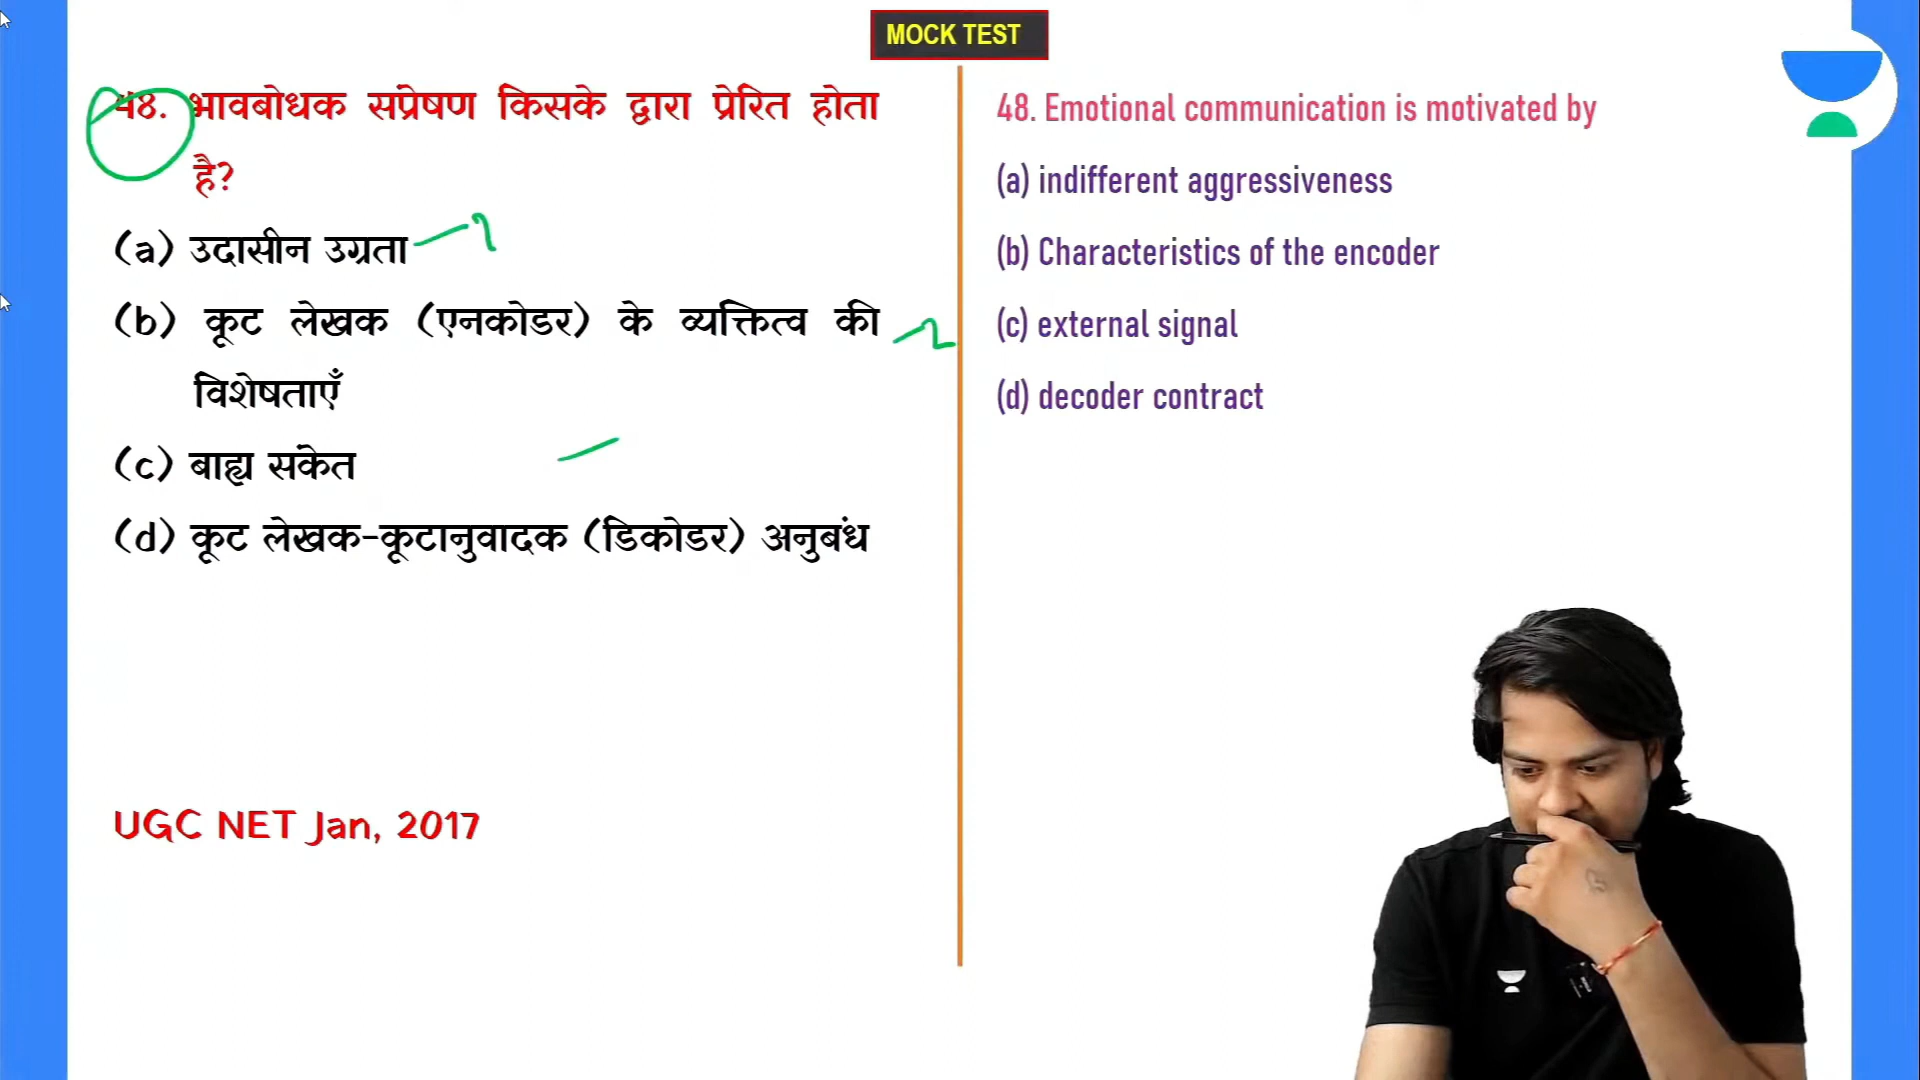 MOCK TEST
48. भावबोधक संप्रेषण किसके द्वारा प्रेरित होता
है?
(a) उदासीन उग्रता
(b) कूट लेखक (एनकोडर) के व्यक्तित्व की
विशेषताएँ
(c) बाह्य संकेत
(d) कूट लेखक-कूटानुवादक (डिकोडर) अनुबंध
UGC NET Jan, 2017
48. Emotional communication is motivated by
(a) indifferent aggressiveness
(b) Characteristics of the encoder
(c) external signal
(d) decoder contract